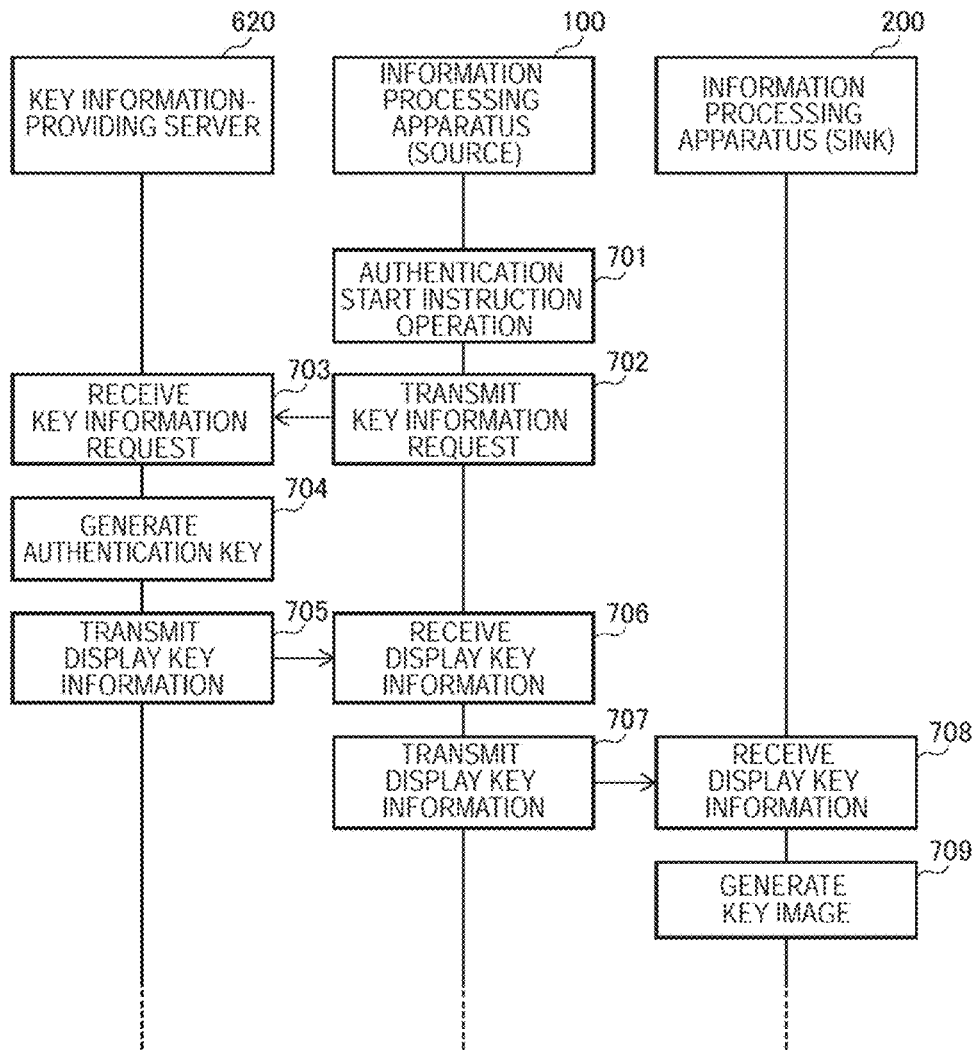 620
100
200
KEY INFORMATION-
PROVIDING SERVER
INFORMATION
PROCESSING
APPARATUS
(SOURCE)
INFORMATION
PROCESSING
APPARATUS (SINK)
701
AUTHENTICATION
START INSTRUCTION
OPERATION
703
RECEIVE
KEY INFORMATION
REQUEST
702
TRANSMIT
KEY INFORMATION
REQUEST
704
GENERATE
AUTHENTICATION KEY
705
TRANSMIT
DISPLAY KEY
INFORMATION
706
RECEIVE
DISPLAY KEY
INFORMATION
707
TRANSMIT
DISPLAY KEY
INFORMATION
708
RECEIVE
DISPLAY KEY
INFORMATION
709
GENERATE
KEY IMAGE